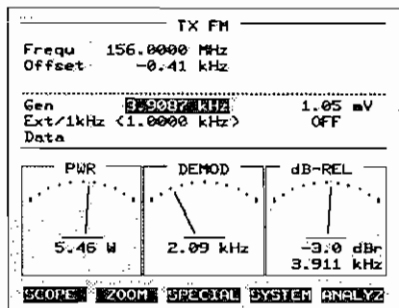 TX FM
Frequ 156.0000 MHz
Offset -0.41 kHz
Gen 3.9087 kHz 1.05 mV
Ext/1kHz <1.0000 kHz> OFF
Data
PWR DEMOD dB-REL
5.46 W 2.09 kHz -3.0 dBr
3.911 kHz
SCOPE ZOOM SPECIAL SYSTEM ANALYZ